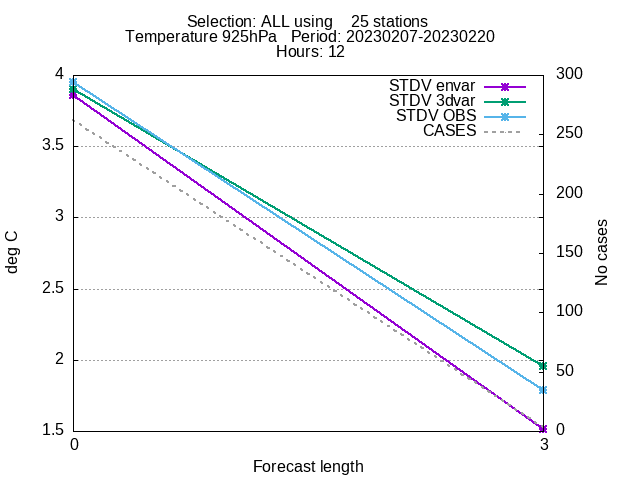 Selection: ALL using    25 stations
Temperature 925hPa   Period: 20230207-20230220
Hours: 12
STDV envar
STDV 3dvar
STDV OBS
CASES
4
3.5
3
2.5
2
1.5
deg C
300
250
200
150
100
50
0
No cases
0
3
Forecast length